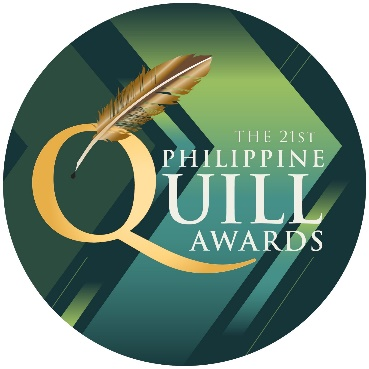 THE 21ST
PHILIPPINE
QUILL
AWARDS